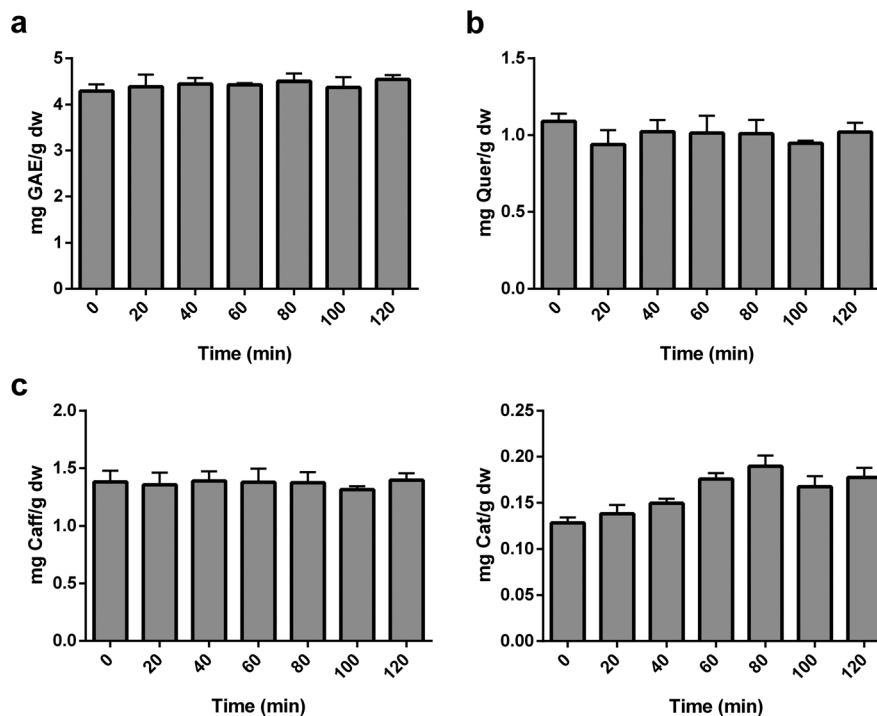 a
5
4
3
2
1
0
mg GAE/g dw
0 20 40 60 80 100 120
Time (min)
b
1.5
1.0
0.5
0.0
mg Quer/g dw
0 20 40 60 80 100 120
Time (min)
c
2.0
1.5
1.0
0.5
0.0
mg Caff/g dw
0 20 40 60 80 100 120
Time (min)
0.25
0.20
0.15
0.10
0.05
0.00
mg Cat/g dw
0 20 40 60 80 100 120
Time (min)